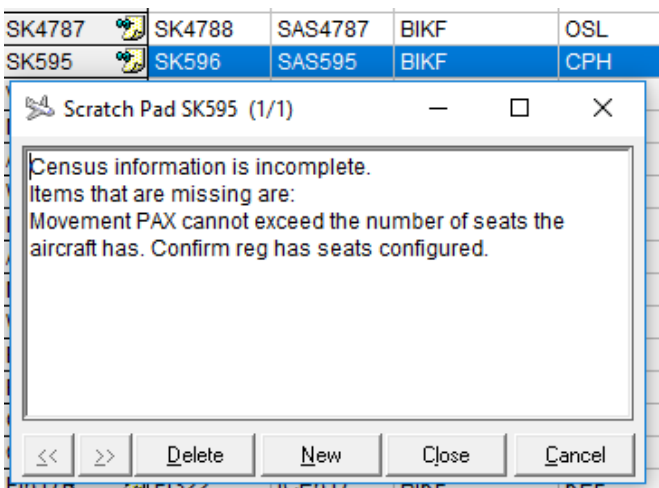 SK4787 SK4788 SAS4787 BIKF OSL
SK595 SK596 SAS595 BIKF CPH
Scratch Pad SK595 (1/1)
Census information is incomplete.
Items that are missing are:
Movement PAX cannot exceed the number of seats the
aircraft has. Confirm reg has seats configured.
<< >> Delete New Close Cancel